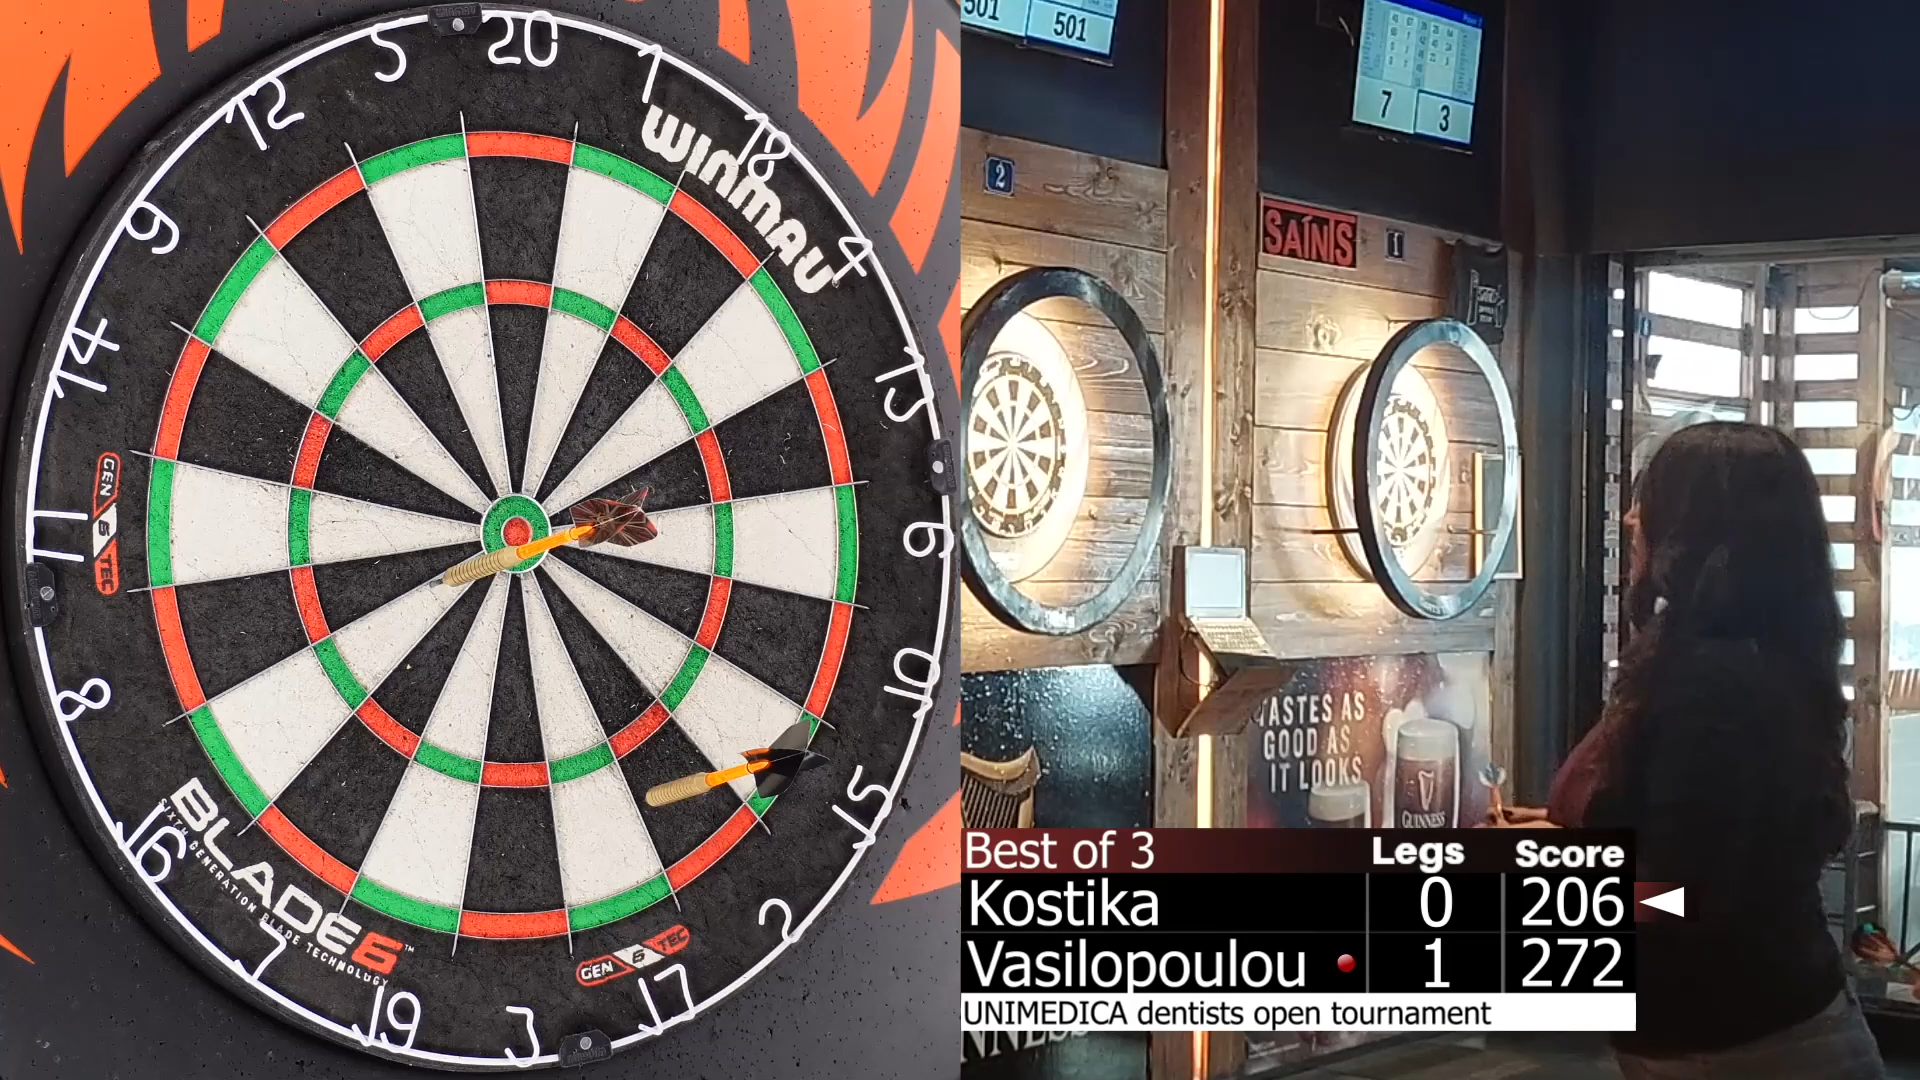 20
1
18
4
13
6
10
15
2
17
3
19
7
16
8
11
14
9
12
5
WINMAU
GEN 6 TEC
BLADE 6™
SIXTH GENERATION BLADE TECHNOLOGY
GEN 6 TEC
501
501
7 3
2
SAÍNIS
1
TASTES AS
GOOD AS
IT LOOKS
GUINNESS
Best of 3 Legs Score
Kostika 0 206
Vasilopoulou 1 272
UNIMEDICA dentists open tournament